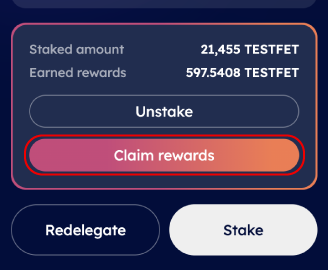 Staked amount 21,455 TESTFET
Earned rewards 597.5408 TESTFET
Unstake
Claim rewards
Redelegate Stake